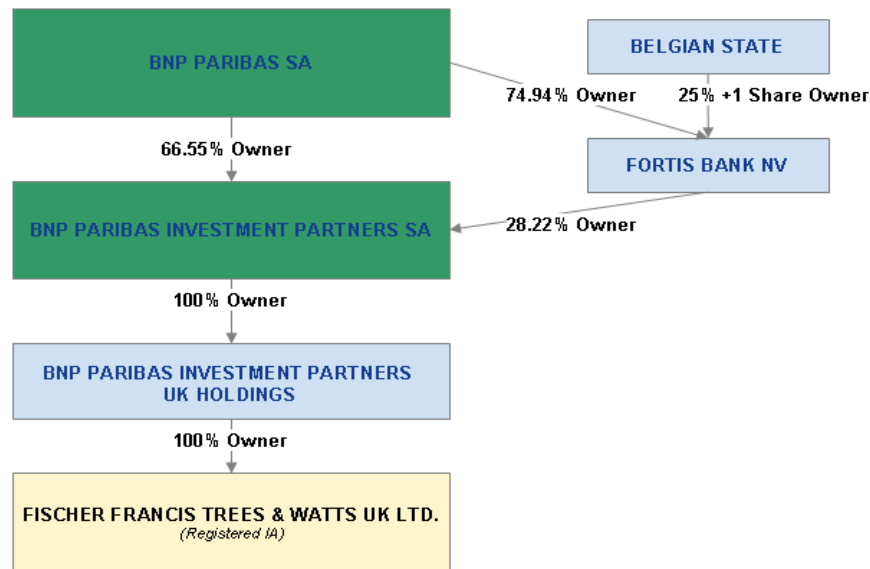 BNP PARIBAS SA
BELGIAN STATE
74.94% Owner
25% +1 Share Owner
66.55% Owner
FORTIS BANK NV
BNP PARIBAS INVESTMENT PARTNERS SA
28.22% Owner
100% Owner
BNP PARIBAS INVESTMENT PARTNERS
UK HOLDINGS
100% Owner
FISCHER FRANCIS TREES & WATTS UK LTD.
(Registered IA)